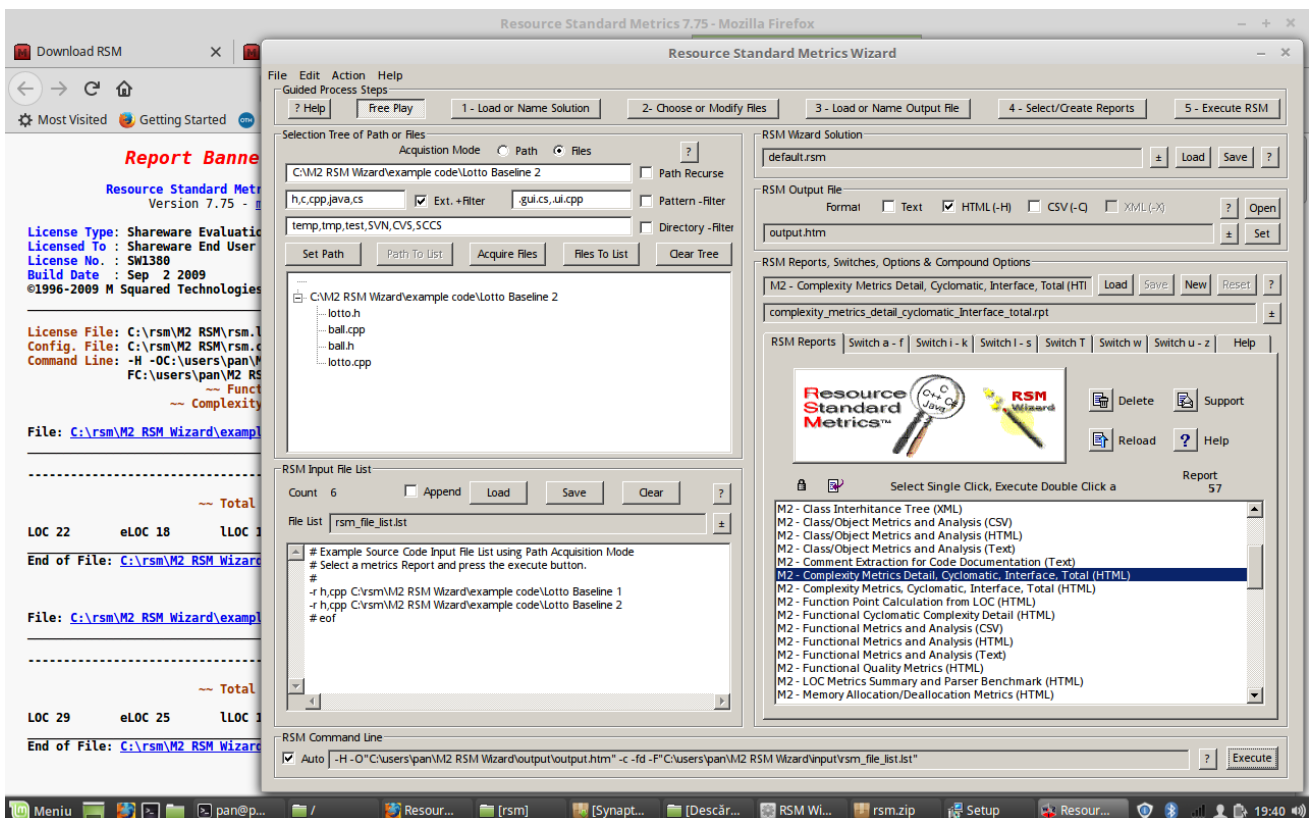 Resource Standard Metrics 7.75 - Mozilla Firefox
Download RSM
Most Visited Getting Started
Report Banne
Resource Standard Metr
Version 7.75 -
License Type: Shareware Evaluatio
Licensed To : Shareware End User
License No. : SW1380
Build Date : Sep 2 2009
©1996-2009 M Squared Technologies
License File: C:\rsm\M2 RSM\rsm.l
Config. File: C:\rsm\M2 RSM\rsm.c
Command Line: -H -OC:\users\pan\M
FC:\users\pan\M2 RS
~~ Funct
~~ Complexity
File: C:\rsm\M2 RSM Wizard\exampl
~~ Total
LOC 22 eLOC 18 lLOC 1
End of File: C:\rsm\M2 RSM Wizard
File: C:\rsm\M2 RSM Wizard\exampl
~~ Total
LOC 29 eLOC 25 lLOC 1
End of File: C:\rsm\M2 RSM Wizard
Resource Standard Metrics Wizard
File Edit Action Help
Guided Process Steps
? Help Free Play 1 - Load or Name Solution 2- Choose or Modify Files 3 - Load or Name Output File 4 - Select/Create Reports 5 - Execute RSM
Selection Tree of Path or Files
Acquistion Mode Path Files ?
C:\M2 RSM Wizard\example code\Lotto Baseline 2 Path Recurse
h,c,cpp,java,cs Ext. +Filter .gui.cs,.ui.cpp Pattern -Filter
temp,tmp,test,SVN,CVS,SCCS Directory -Filter
Set Path Path To List Acquire Files Files To List Clear Tree
C:\M2 RSM Wizard\example code\Lotto Baseline 2
lotto.h
ball.cpp
ball.h
lotto.cpp
RSM Input File List
Count 6 Append Load Save Clear ?
File List rsm_file_list.lst ±
# Example Source Code Input File List using Path Acquisition Mode
# Select a metrics Report and press the execute button.
#
-r h,cpp C:\rsm\M2 RSM Wizard\example code\Lotto Baseline 1
-r h,cpp C:\rsm\M2 RSM Wizard\example code\Lotto Baseline 2
# eof
RSM Wizard Solution
default.rsm ± Load Save ?
RSM Output File
Format Text HTML (-H) CSV (-C) XML (-X) ? Open
output.htm ± Set
RSM Reports, Switches, Options & Compound Options
M2 - Complexity Metrics Detail, Cyclomatic, Interface, Total (HTI Load Save New Reset ?
complexity_metrics_detail_cyclomatic_Interface_total.rpt ±
RSM Reports Switch a - f Switch i - k Switch l - s Switch T Switch w Switch u - z Help
Resource
Standard
Metrics™
C C++ C# Java
RSM
Wizard
Delete Support
Reload ? Help
Select Single Click, Execute Double Click a
Report
57
M2 - Class Interhitance Tree (XML)
M2 - Class/Object Metrics and Analysis (CSV)
M2 - Class/Object Metrics and Analysis (HTML)
M2 - Class/Object Metrics and Analysis (Text)
M2 - Comment Extraction for Code Documentation (Text)
M2 - Complexity Metrics Detail, Cyclomatic, Interface, Total (HTML)
M2 - Complexity Metrics, Cyclomatic, Interface, Total (HTML)
M2 - Function Point Calculation from LOC (HTML)
M2 - Functional Cyclomatic Complexity Detail (HTML)
M2 - Functional Metrics and Analysis (CSV)
M2 - Functional Metrics and Analysis (HTML)
M2 - Functional Metrics and Analysis (Text)
M2 - Functional Quality Metrics (HTML)
M2 - LOC Metrics Summary and Parser Benchmark (HTML)
M2 - Memory Allocation/Deallocation Metrics (HTML)
RSM Command Line
Auto -H -O"C:\users\pan\M2 RSM Wizard\output\output.htm" -c -fd -F"C:\users\pan\M2 RSM Wizard\input\rsm_file_list.lst" ? Execute
Meniu pan@p... / Resour... [rsm] [Synapt... [Descăr... RSM Wi... rsm.zip Setup Resour... 19:40